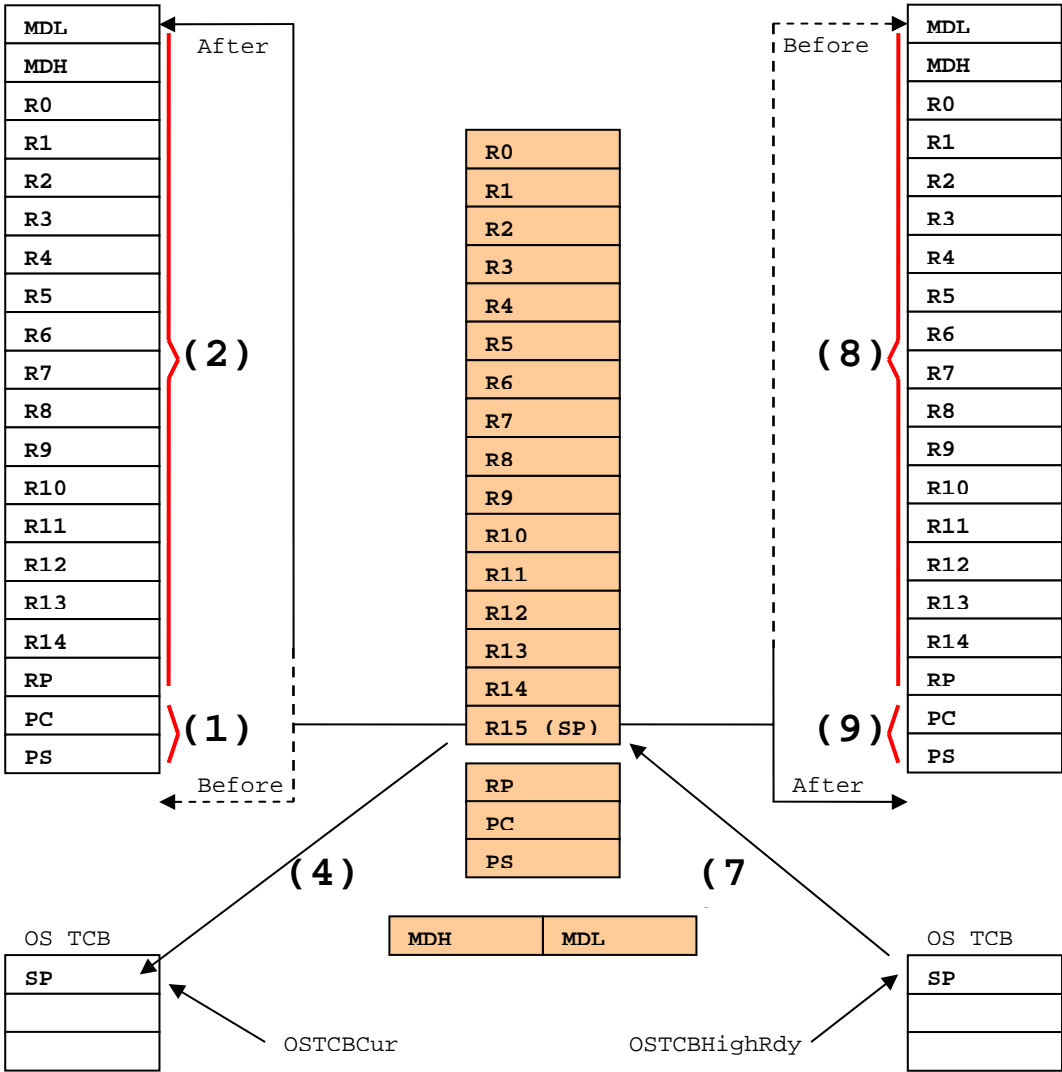 MDL
MDH
R0
R1
R2
R3
R4
R5
R6
R7
R8
R9
R10
R11
R12
R13
R14
RP
PC
PS
After
(2)
(1)
Before
R0
R1
R2
R3
R4
R5
R6
R7
R8
R9
R10
R11
R12
R13
R14
R15 (SP)
RP
PC
PS
MDH MDL
(4)
(7
Before
(8)
(9)
After
MDL
MDH
R0
R1
R2
R3
R4
R5
R6
R7
R8
R9
R10
R11
R12
R13
R14
RP
PC
PS
OS TCB
SP
OSTCBCur
OSTCBHighRdy
OS TCB
SP